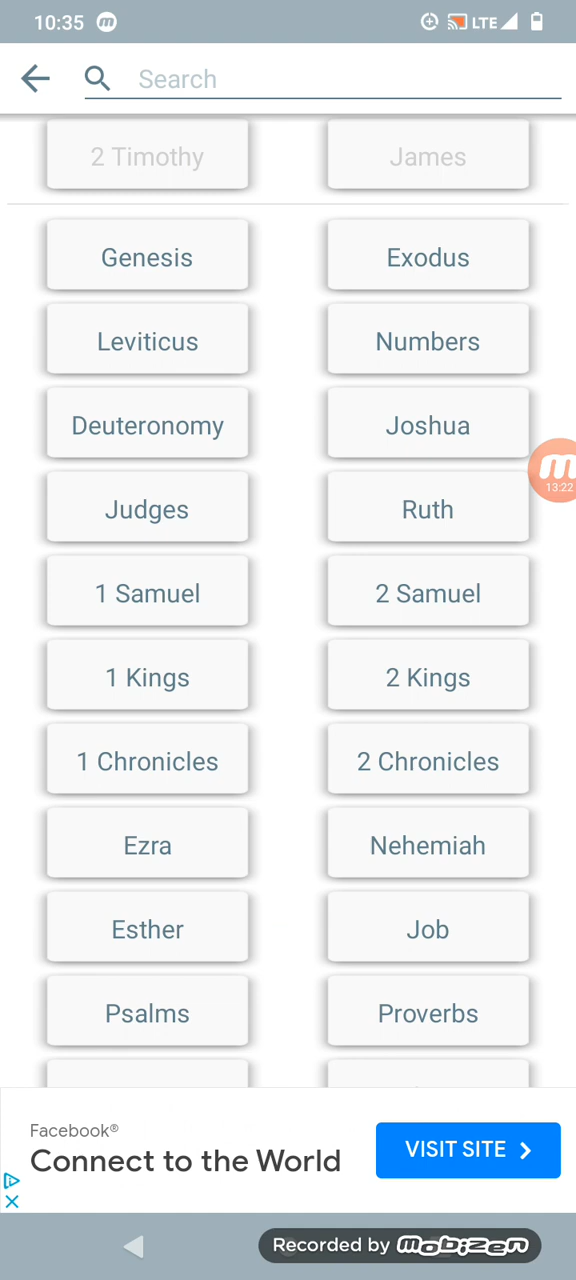 10:35 m LTE
Search
2 Timothy James
Genesis Exodus
Leviticus Numbers
Deuteronomy Joshua
Judges Ruth
1 Samuel 2 Samuel
1 Kings 2 Kings
1 Chronicles 2 Chronicles
Ezra Nehemiah
Esther Job
Psalms Proverbs
m
13:22
Facebook®
Connect to the World
VISIT SITE
Recorded by mobizen